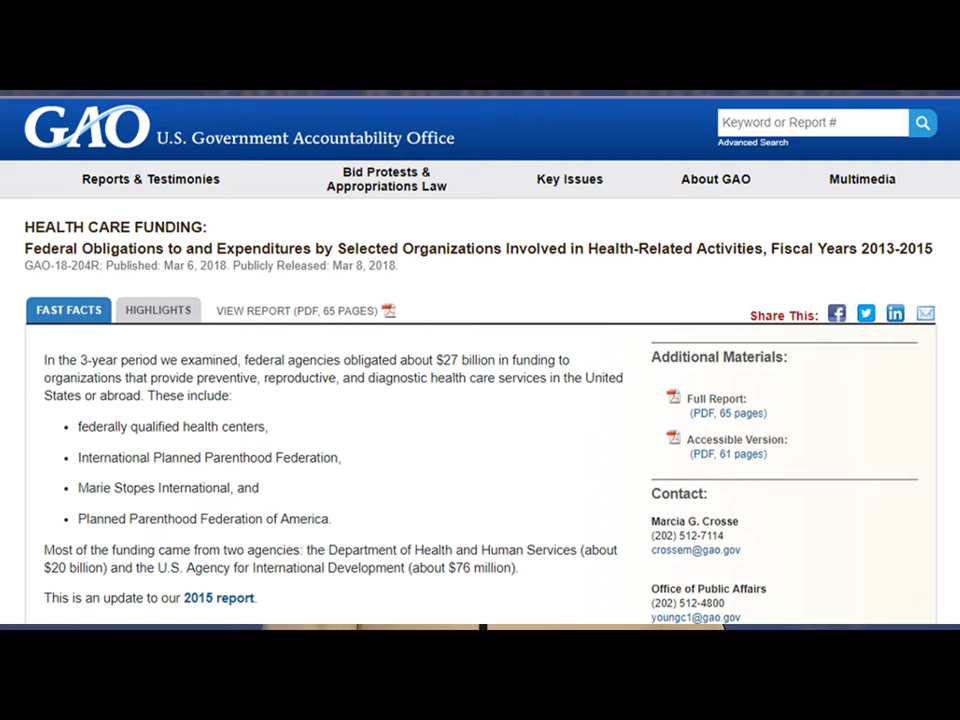 GAO U.S. Government Accountability Office
Keyword or Report #
Advanced Search
Reports & Testimonies
Bid Protests &
Appropriations Law
Key Issues
About GAO
Multimedia
HEALTH CARE FUNDING:
Federal Obligations to and Expenditures by Selected Organizations Involved in Health-Related Activities, Fiscal Years 2013-2015
GAO-18-204R: Published: Mar 6, 2018. Publicly Released: Mar 8, 2018.
FAST FACTS
HIGHLIGHTS
VIEW REPORT (PDF, 65 PAGES)
Share This:
In the 3-year period we examined, federal agencies obligated about $27 billion in funding to
organizations that provide preventive, reproductive, and diagnostic health care services in the United
States or abroad. These include:
• federally qualified health centers,
• International Planned Parenthood Federation,
• Marie Stopes International, and
• Planned Parenthood Federation of America.
Most of the funding came from two agencies: the Department of Health and Human Services (about
$20 billion) and the U.S. Agency for International Development (about $76 million).
This is an update to our 2015 report.
Additional Materials:
Full Report:
(PDF, 65 pages)
Accessible Version:
(PDF, 61 pages)
Contact:
Marcia G. Crosse
(202) 512-7114
crossem@gao.gov
Office of Public Affairs
(202) 512-4800
youngc1@gao.gov